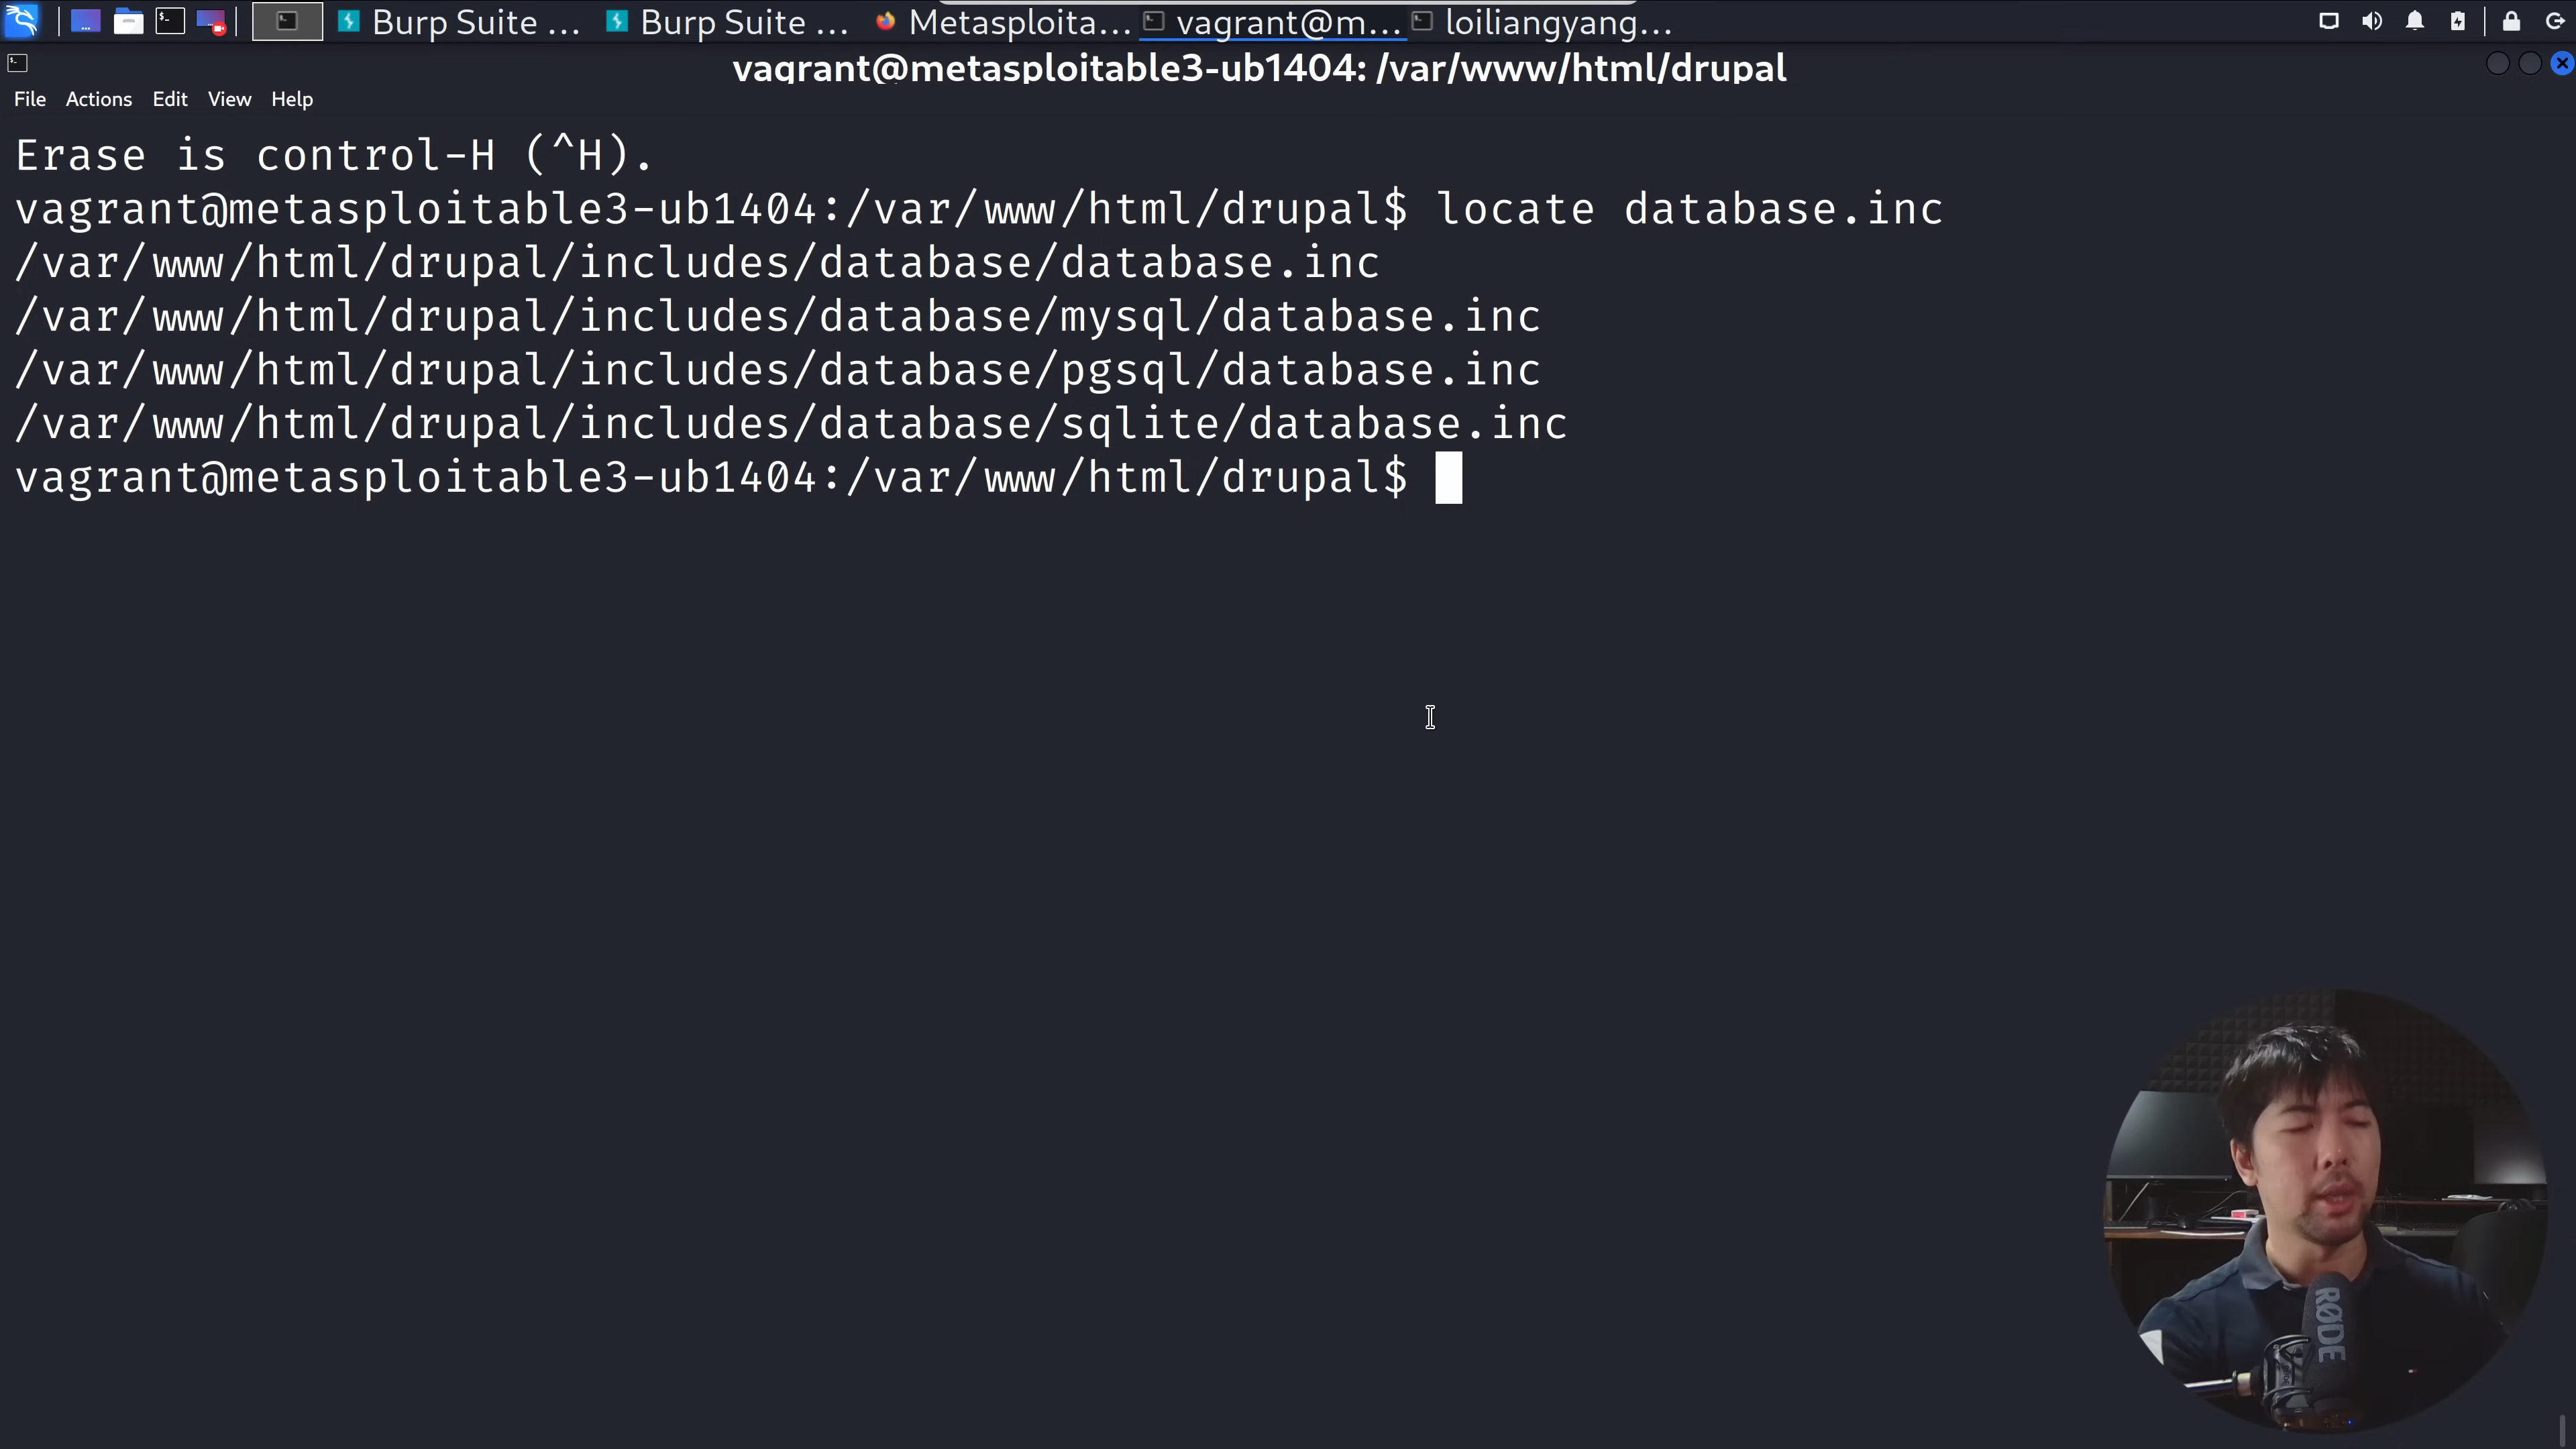 Burp Suite ...
Burp Suite ...
Metasploita...
vagrant@m...
loiliangyang...
vagrant@metasploitable3-ub1404: /var/www/html/drupal
File Actions Edit View Help
Erase is control-H (^H).
vagrant@metasploitable3-ub1404:/var/www/html/drupal$ locate database.inc
/var/www/html/drupal/includes/database/database.inc
/var/www/html/drupal/includes/database/mysql/database.inc
/var/www/html/drupal/includes/database/pgsql/database.inc
/var/www/html/drupal/includes/database/sqlite/database.inc
vagrant@metasploitable3-ub1404:/var/www/html/drupal$
RØDE